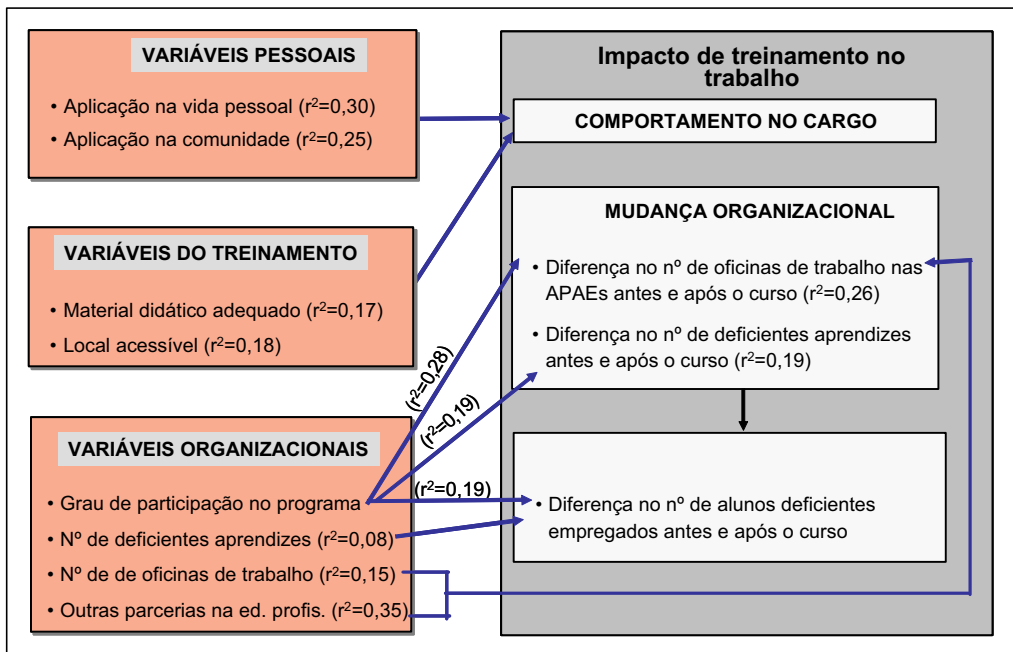 VARIÁVEIS PESSOAIS
• Aplicação na vida pessoal (r²=0,30)
• Aplicação na comunidade (r²=0,25)
VARIÁVEIS DO TREINAMENTO
• Material didático adequado (r²=0,17)
• Local acessível (r²=0,18)
VARIÁVEIS ORGANIZACIONAIS
• Grau de participação no programa
• Nº de deficientes aprendizes (r²=0,08)
• Nº de de oficinas de trabalho (r²=0,15)
• Outras parcerias na ed. profis. (r²=0,35)
(r²=0,28)
(r²=0,19)
(r²=0,19)
Impacto de treinamento no
trabalho
COMPORTAMENTO NO CARGO
MUDANÇA ORGANIZACIONAL
• Diferença no nº de oficinas de trabalho nas
APAEs antes e após o curso (r²=0,26)
• Diferença no nº de deficientes aprendizes
antes e após o curso (r²=0,19)
• Diferença no nº de alunos deficientes
empregados antes e após o curso